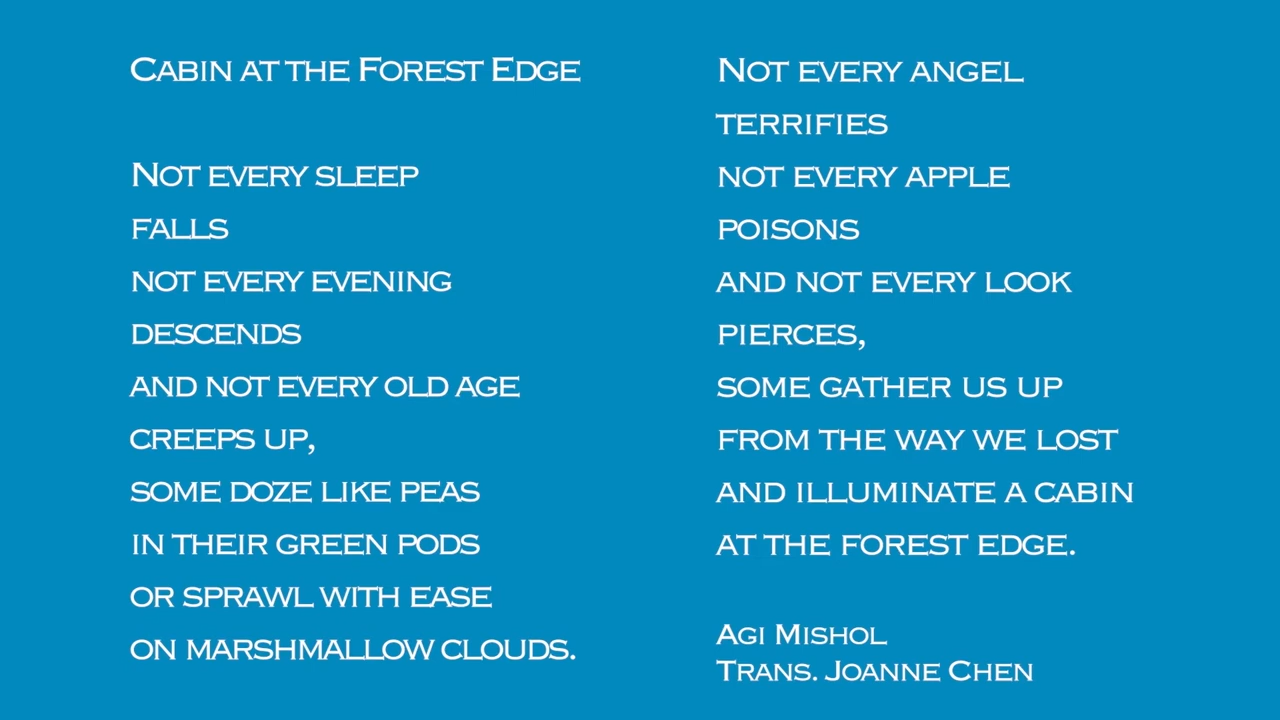 Cabin at the Forest Edge
Not every sleep
falls
not every evening
descends
and not every old age
creeps up,
some doze like peas
in their green pods
or sprawl with ease
on marshmallow clouds.
Not every angel
terrifies
not every apple
poisons
and not every look
pierces,
some gather us up
from the way we lost
and illuminate a cabin
at the forest edge.
Agi Mishol
Trans. Joanne Chen